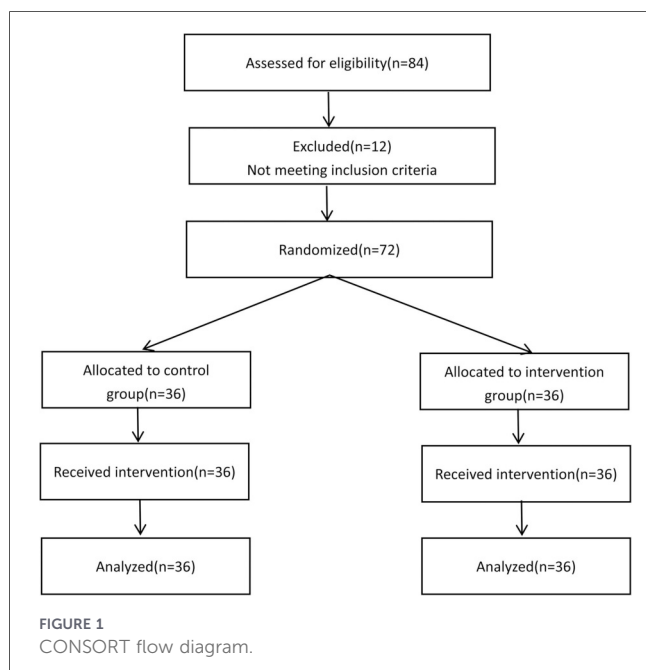 Assessed for eligibility(n=84)
Excluded(n=12)
Not meeting inclusion criteria
Randomized(n=72)
Allocated to control
group(n=36)
Allocated to intervention
group(n=36)
Received intervention(n=36)
Received intervention(n=36)
Analyzed(n=36)
Analyzed(n=36)
FIGURE 1
CONSORT flow diagram.